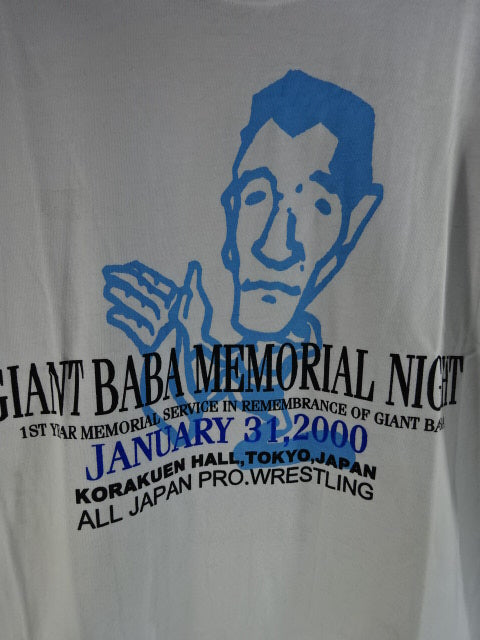 GIANT BABA MEMORIAL NIGHT
1ST YEAR MEMORIAL SERVICE IN REMEMBRANCE OF GIANT BA
JANUARY 31,2000
KORAKUEN HALL,TOKYO,JAPAN
ALL JAPAN PRO.WRESTLING